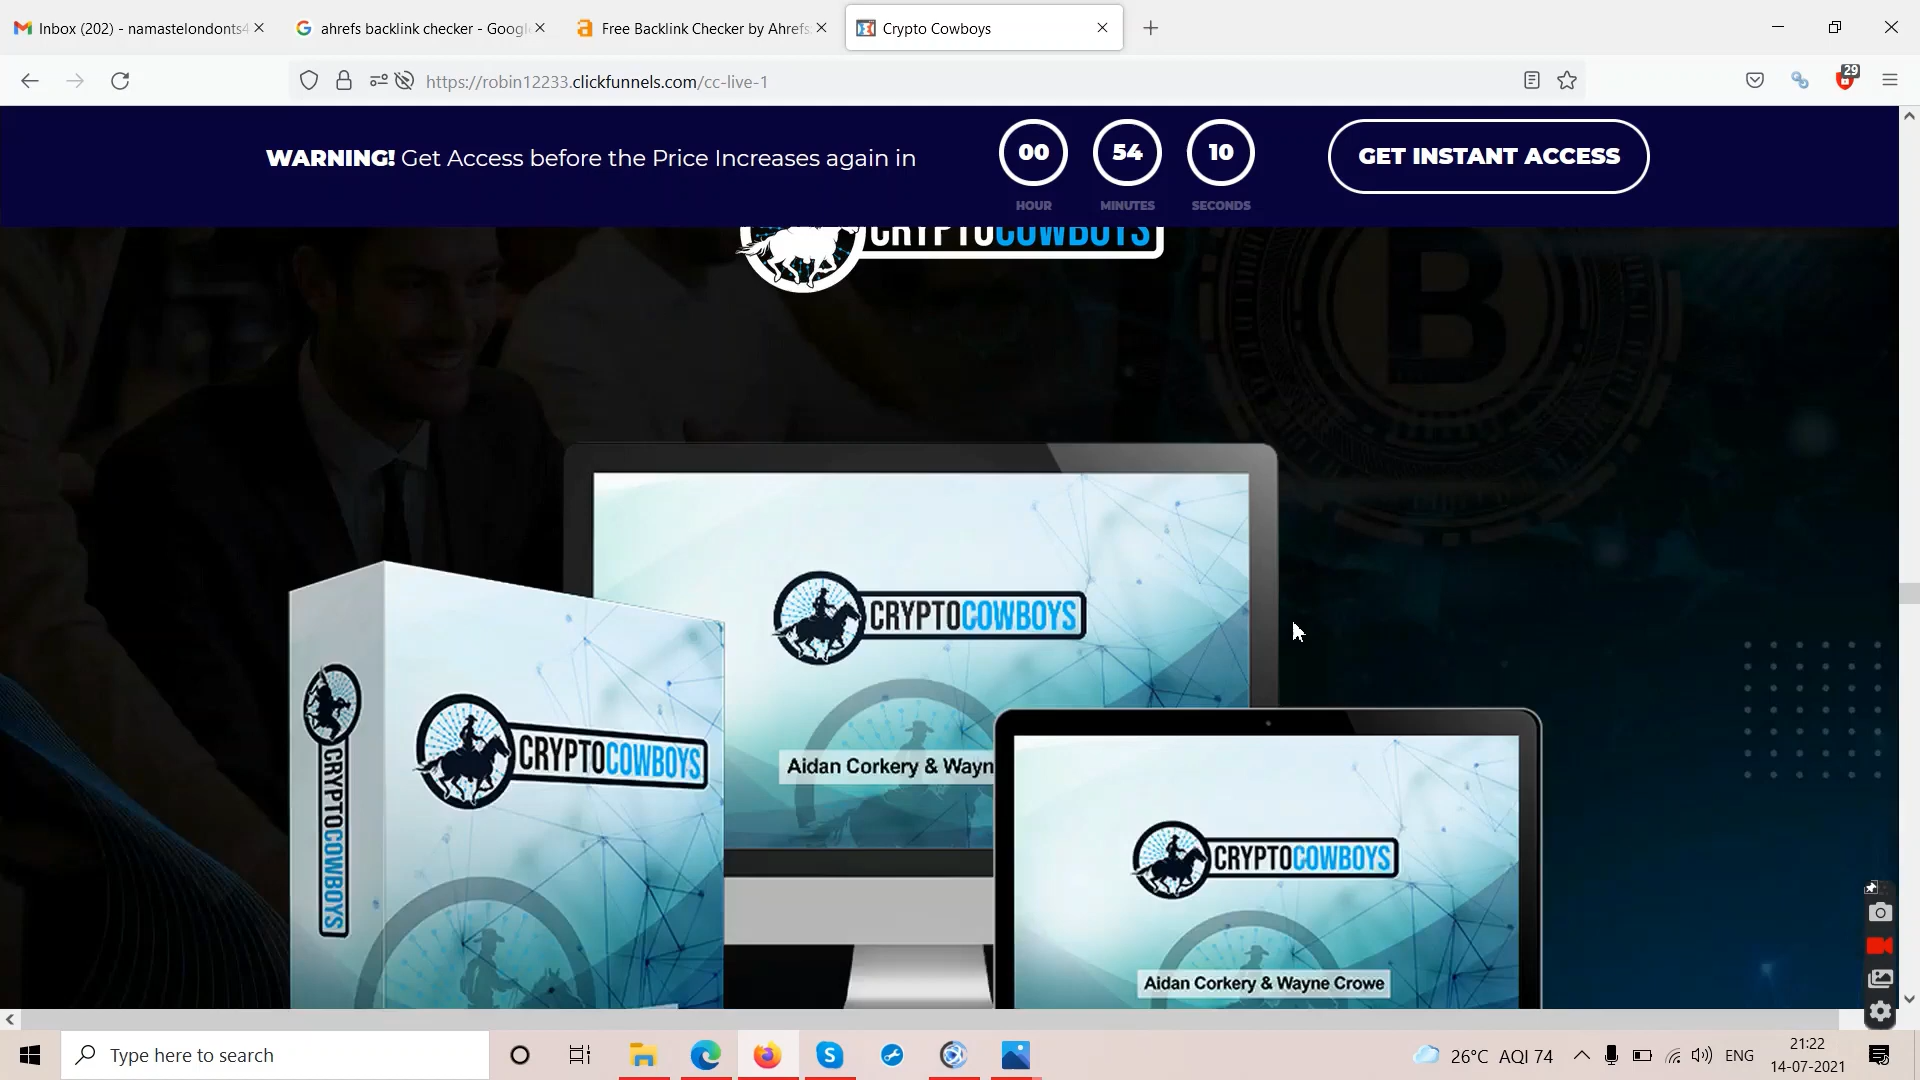 Inbox (202) - namastelondonts4
ahrefs backlink checker - Googl
Free Backlink Checker by Ahrefs
Crypto Cowboys
https://robin12233.clickfunnels.com/cc-live-1
29
WARNING! Get Access before the Price Increases again in
00
54
10
HOUR
MINUTES
SECONDS
GET INSTANT ACCESS
CRYPTOCOWBOYS
B
CRYPTOCOWBOYS
Aidan Corkery & Wayn
CRYPTOCOWBOYS
CRYPTOCOWBOYS
CRYPTOCOWBOYS
Aidan Corkery & Wayne Crowe
Type here to search
26°C AQI 74
ENG
21:22
14-07-2021